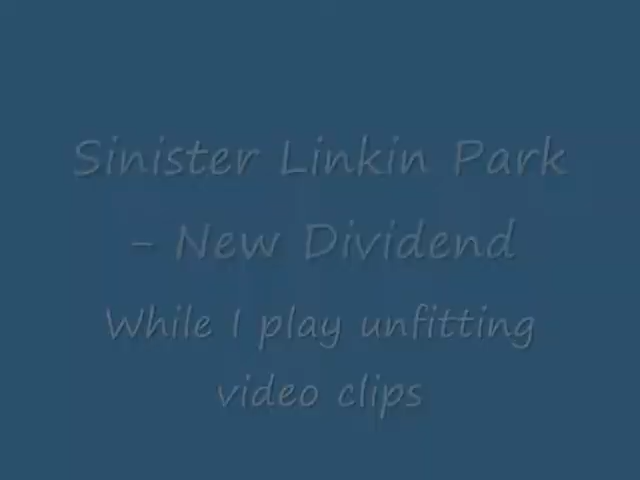 Sinister Linkin Park
- New Dividend
While I play unfitting
video clips